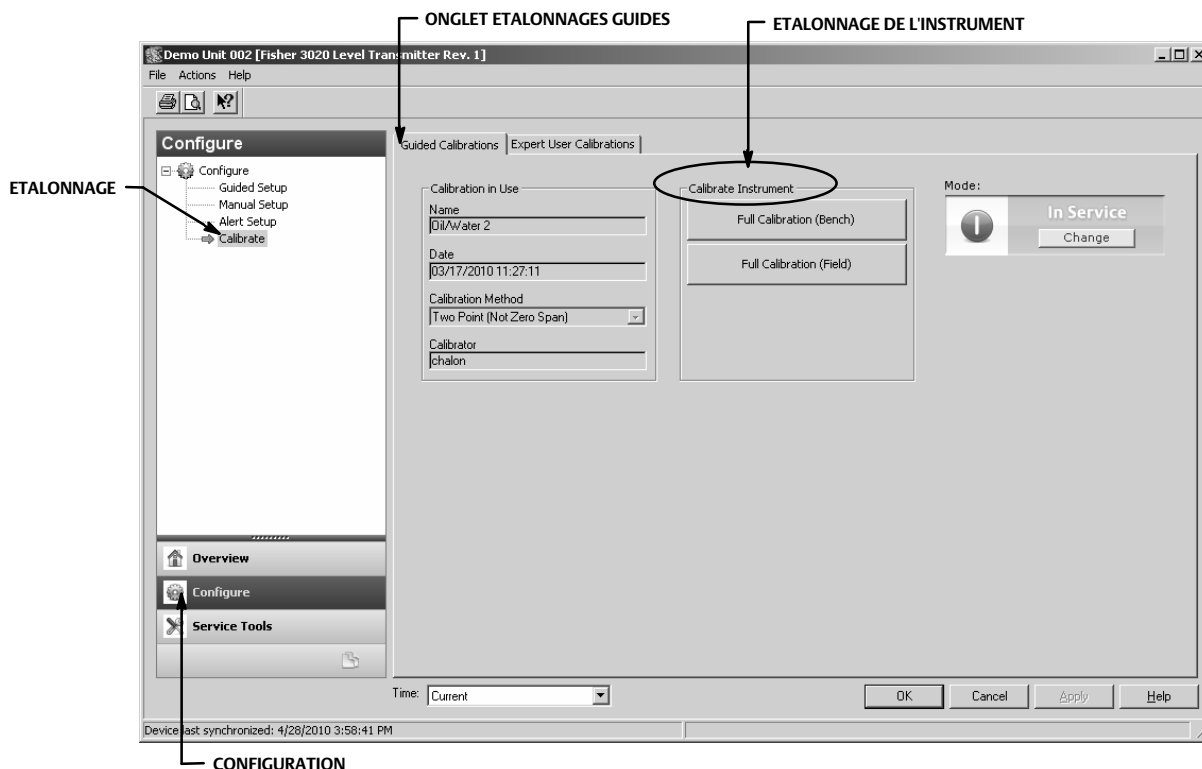 ONGLET ETALONNAGES GUIDES
ETALONNAGE DE L'INSTRUMENT
Demo Unit 002 [Fisher 3020 Level Transmitter Rev. 1]
File Actions Help
Configure
Guided Calibrations Expert User Calibrations
Configure
Guided Setup
Manual Setup
Alert Setup
Calibrate
ETALONNAGE
Calibration in Use
Name
Oil/Water 2
Date
03/17/2010 11:27:11
Calibration Method
Two Point (Not Zero Span)
Calibrator
chalon
Calibrate Instrument
Full Calibration (Bench)
Full Calibration (Field)
Mode:
In Service
Change
Overview
Configure
Service Tools
Time: Current
OK Cancel Apply Help
Device last synchronized: 4/28/2010 3:58:41 PM
CONFIGURATION